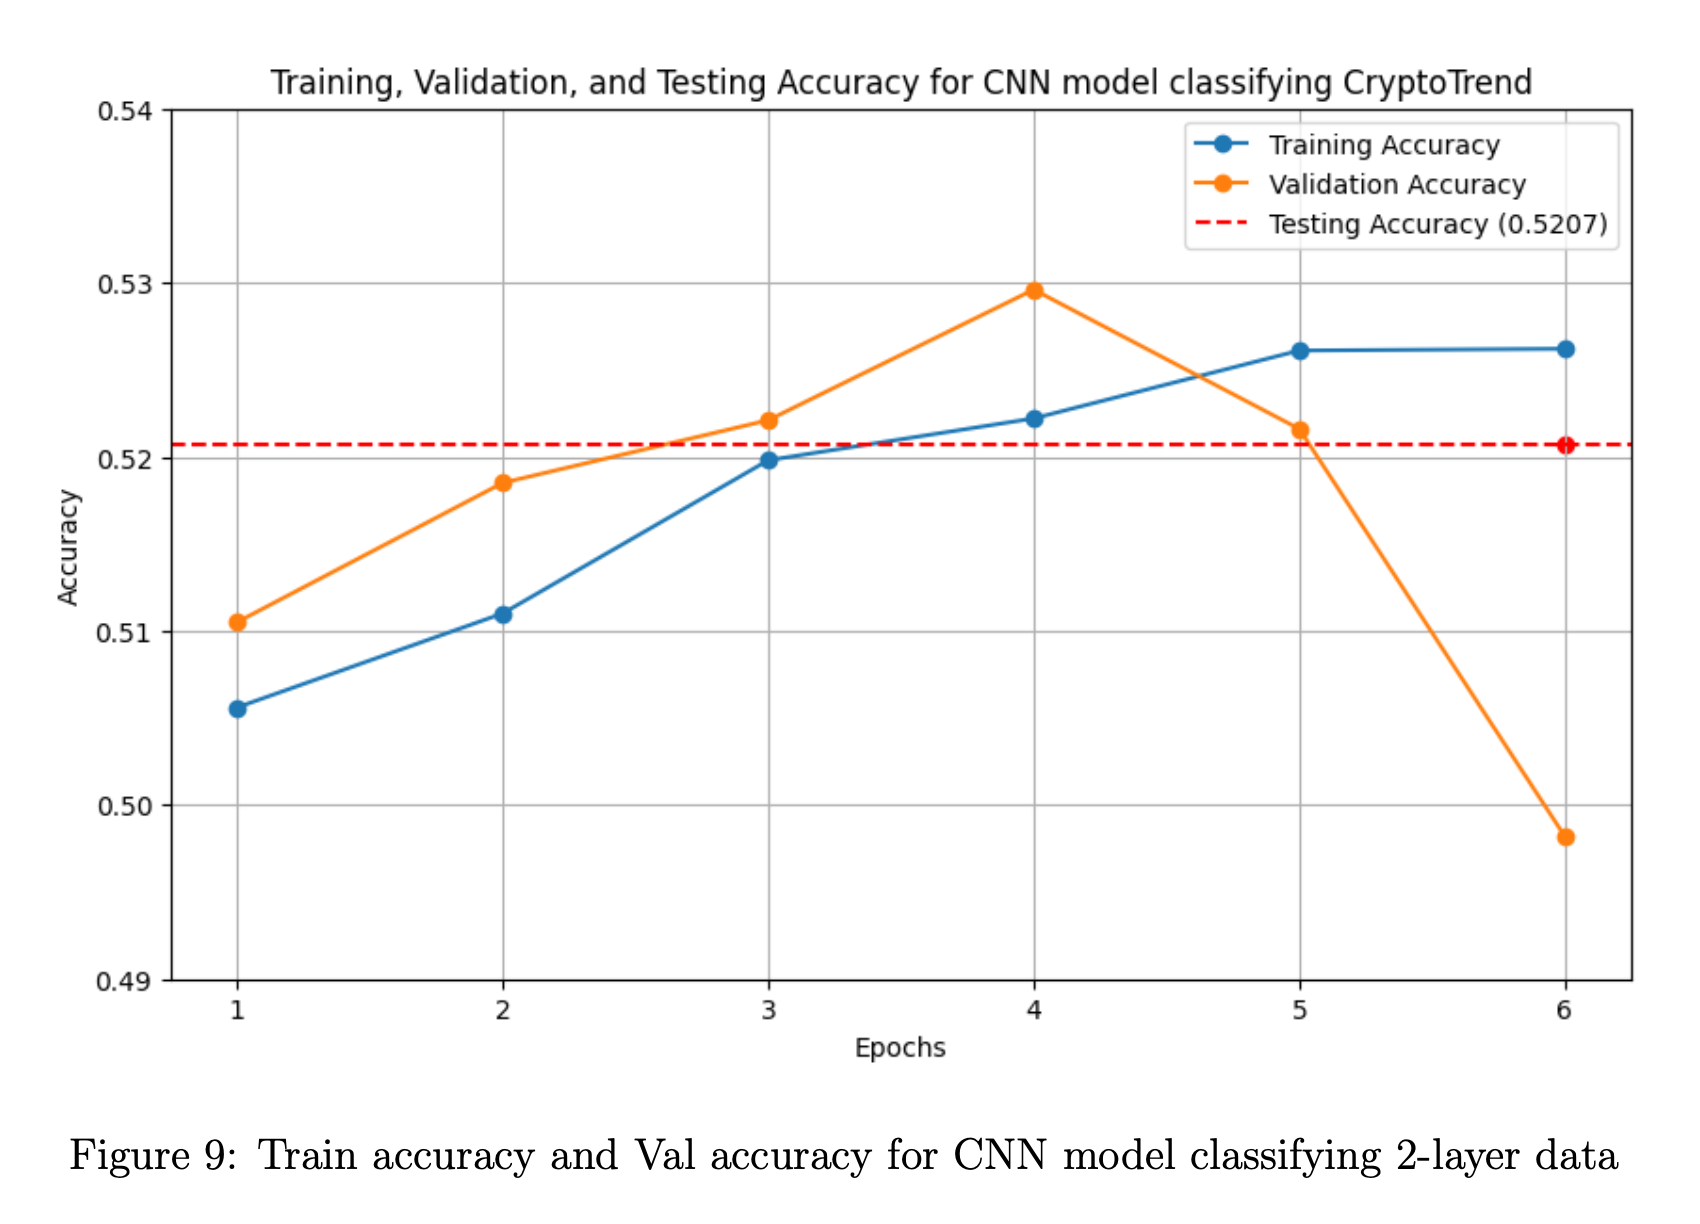 Training, Validation, and Testing Accuracy for CNN model classifying CryptoTrend
0.54
0.53
0.52
0.51
0.50
0.49
Accuracy
Training Accuracy
Validation Accuracy
Testing Accuracy (0.5207)
1 2 3 4 5 6
Epochs
Figure 9: Train accuracy and Val accuracy for CNN model classifying 2-layer data